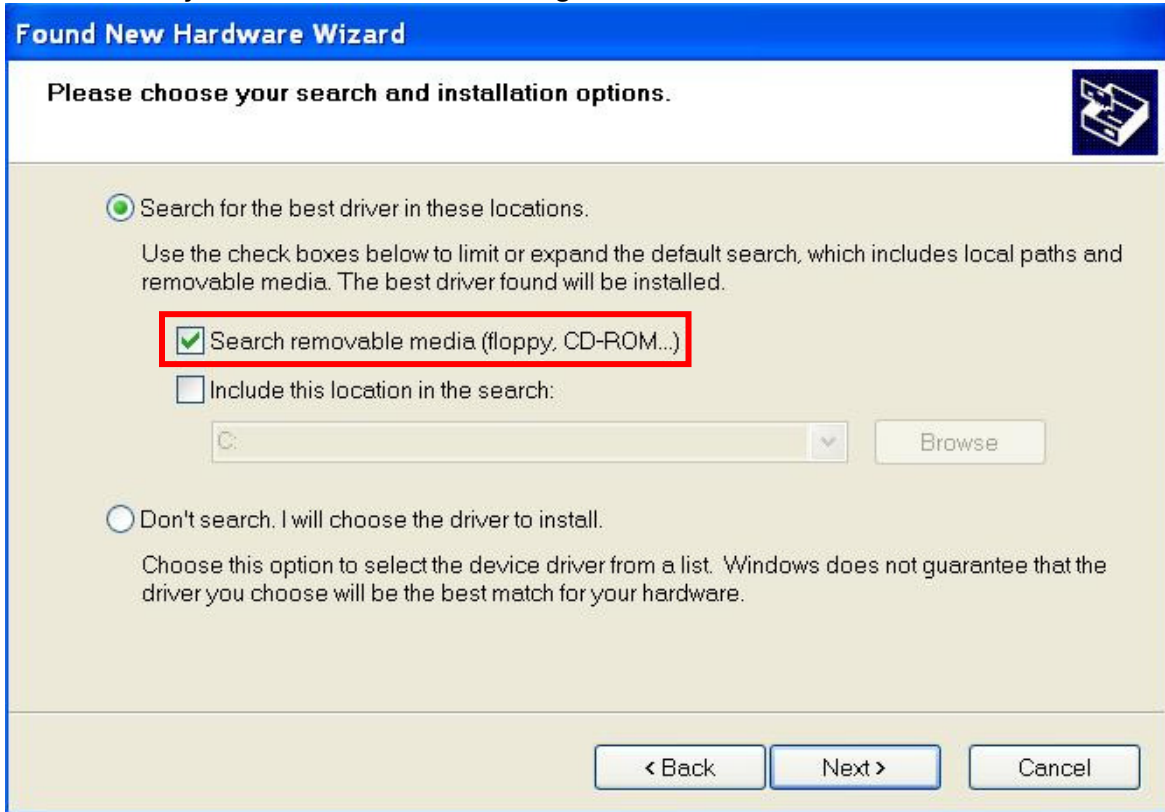 Found New Hardware Wizard
Please choose your search and installation options.
Search for the best driver in these locations.
Use the check boxes below to limit or expand the default search, which includes local paths and
removable media. The best driver found will be installed.
Search removable media (floppy, CD-ROM...)
Include this location in the search:
C:
Browse
Don't search. I will choose the driver to install.
Choose this option to select the device driver from a list. Windows does not guarantee that the
driver you choose will be the best match for your hardware.
< Back Next > Cancel